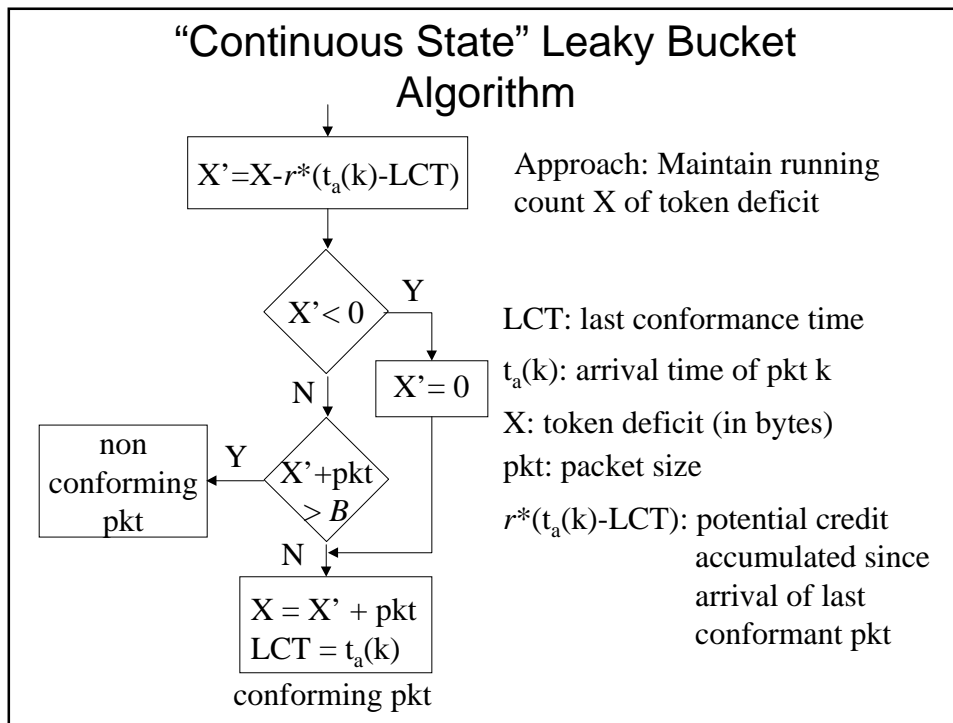 “Continuous State” Leaky Bucket
Algorithm
X’=X-r*(tₐ(k)-LCT)
Approach: Maintain running
count X of token deficit
X’< 0
Y
N
X’= 0
LCT: last conformance time
tₐ(k): arrival time of pkt k
X: token deficit (in bytes)
pkt: packet size
r*(tₐ(k)-LCT): potential credit
accumulated since
arrival of last
conformant pkt
non
conforming
pkt
Y
X’+pkt
> B
N
X = X’ + pkt
LCT = tₐ(k)
conforming pkt